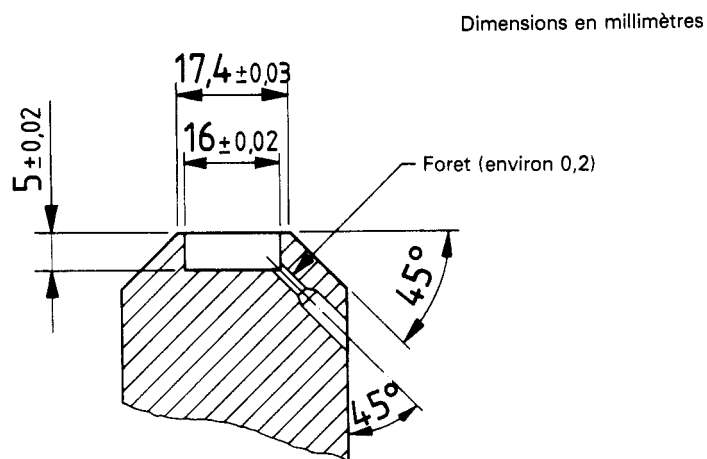 Dimensions en millimètres
17,4±0,03
16±0,02
5±0,02
Foret (environ 0,2)
45°
45°